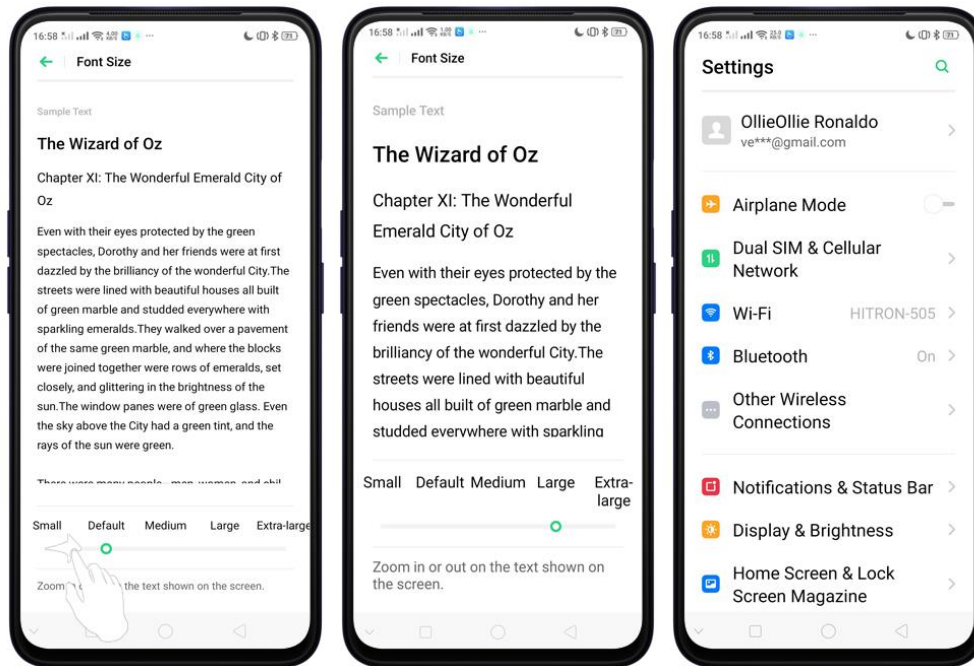 16:58
Font Size
Sample Text
The Wizard of Oz
Chapter XI: The Wonderful Emerald City of
Oz
Even with their eyes protected by the green
spectacles, Dorothy and her friends were at first
dazzled by the brilliancy of the wonderful City.The
streets were lined with beautiful houses all built
of green marble and studded everywhere with
sparkling emeralds.They walked over a pavement
of the same green marble, and where the blocks
were joined together were rows of emeralds, set
closely, and glittering in the brightness of the
sun.The window panes were of green glass. Even
the sky above the City had a green tint, and the
rays of the sun were green.
Small Default Medium Large Extra-large
Zoom in the text shown on the screen.
16:58
Font Size
Sample Text
The Wizard of Oz
Chapter XI: The Wonderful
Emerald City of Oz
Even with their eyes protected by the
green spectacles, Dorothy and her
friends were at first dazzled by the
brilliancy of the wonderful City.The
streets were lined with beautiful
houses all built of green marble and
studded everywhere with sparkling
Small Default Medium Large Extra-
large
Zoom in or out on the text shown on
the screen.
16:58
Settings
OllieOllie Ronaldo
ve***@gmail.com
Airplane Mode
Dual SIM & Cellular
Network
Wi-Fi HITRON-505
Bluetooth On
Other Wireless
Connections
Notifications & Status Bar
Display & Brightness
Home Screen & Lock
Screen Magazine